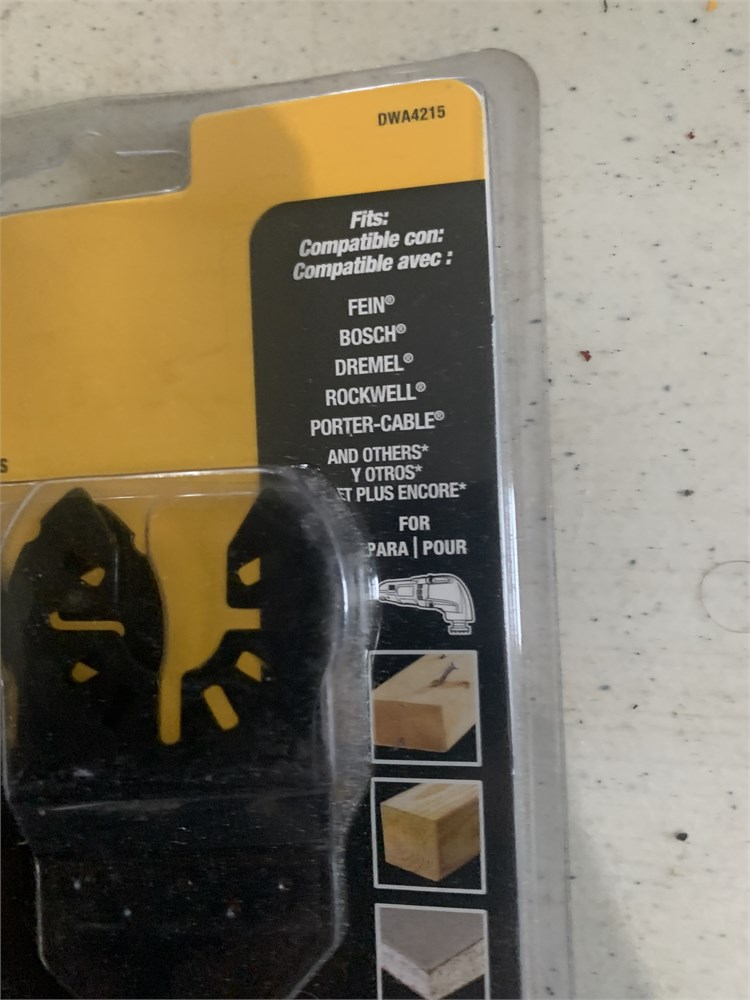 DWA4215
Fits:
Compatible con:
Compatible avec :
FEIN®
BOSCH®
DREMEL®
ROCKWELL®
PORTER-CABLE®
AND OTHERS*
Y OTROS*
ET PLUS ENCORE*
FOR
PARA | POUR